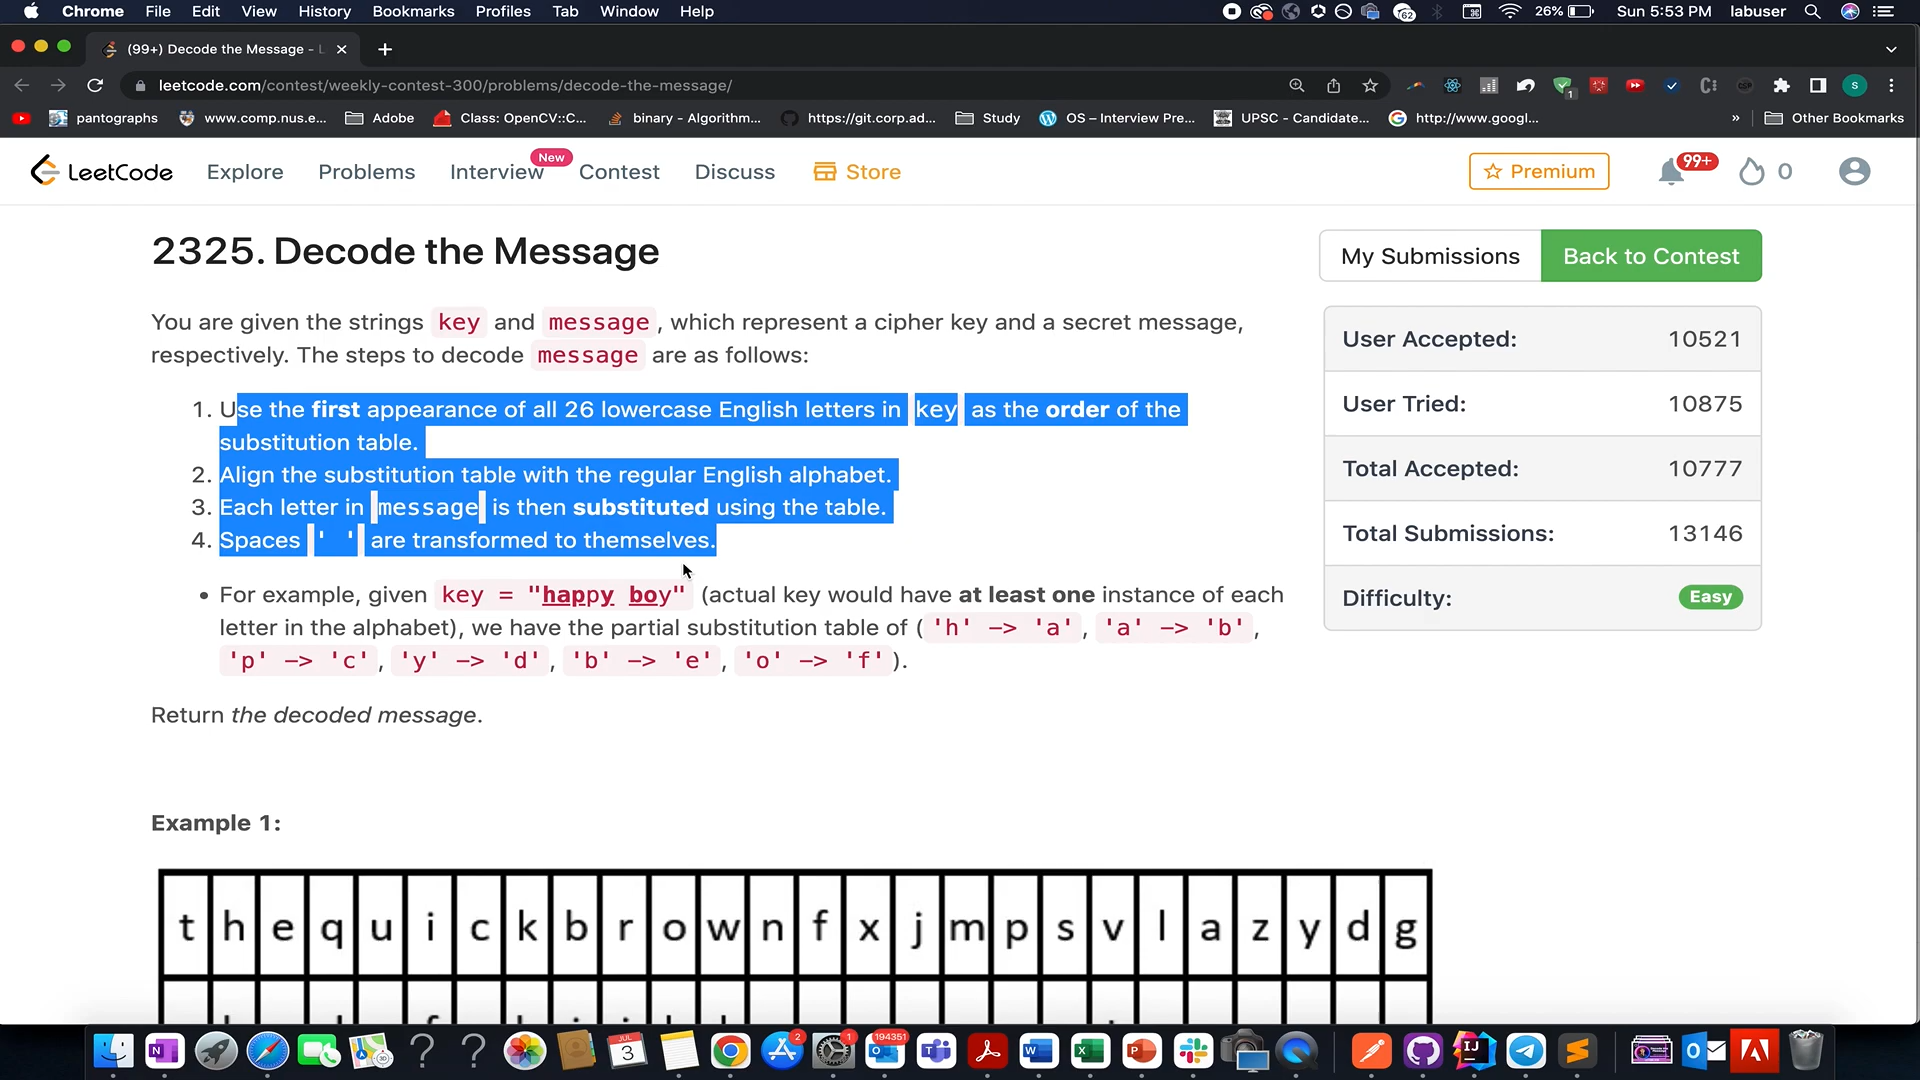 Chrome File Edit View History Bookmarks Profiles Tab Window Help 62 26% Sun 5:53 PM labuser
(99+) Decode the Message - L
leetcode.com/contest/weekly-contest-300/problems/decode-the-message/
pantographs www.comp.nus.e... Adobe Class: OpenCV::C... binary - Algorithm... https://git.corp.ad... Study OS – Interview Pre... UPSC - Candidate... http://www.googl... » Other Bookmarks
LeetCode Explore Problems Interview New Contest Discuss Store Premium 99+ 0
2325. Decode the Message
My Submissions Back to Contest
You are given the strings key and message, which represent a cipher key and a secret message,
respectively. The steps to decode message are as follows:
1. Use the first appearance of all 26 lowercase English letters in key as the order of the
substitution table.
2. Align the substitution table with the regular English alphabet.
3. Each letter in message is then substituted using the table.
4. Spaces ' ' are transformed to themselves.
• For example, given key = "happy boy" (actual key would have at least one instance of each
letter in the alphabet), we have the partial substitution table of ('h' -> 'a', 'a' -> 'b',
'p' -> 'c', 'y' -> 'd', 'b' -> 'e', 'o' -> 'f').
Return the decoded message.
User Accepted: 10521
User Tried: 10875
Total Accepted: 10777
Total Submissions: 13146
Difficulty: Easy
Example 1:
t h e q u i c k b r o w n f x j m p s v l a z y d g
JUL 3 2 1 194351